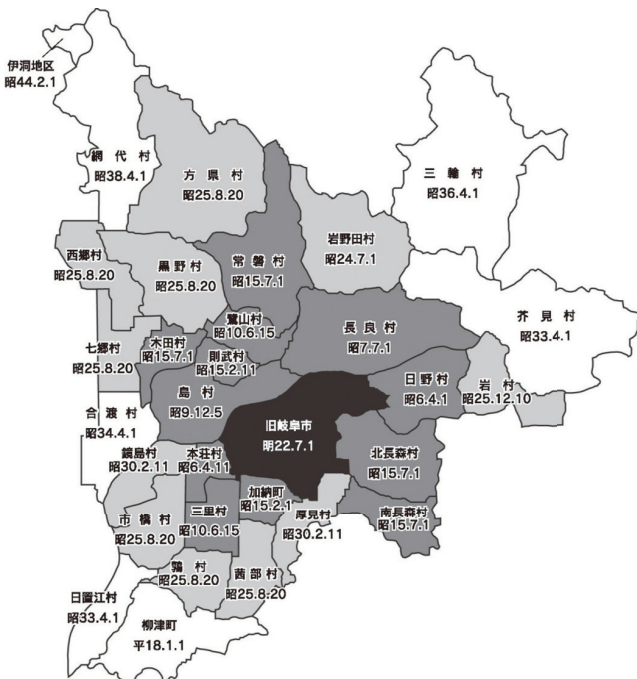 伊洞地区
昭44.2.1
網代村
昭38.4.1
方県村
昭25.8.20
三輪村
昭36.4.1
岩野田村
昭24.7.1
西郷村
昭25.8.20
黒野村
昭25.8.20
常磐村
昭15.7.1
鷺山村
昭10.6.15
長良村
昭7.7.1
芥見村
昭33.4.1
七郷村
昭25.8.20
木田村
昭15.7.1
則武村
昭15.2.11
島村
昭9.12.5
日野村
昭6.4.1
岩村
昭25.12.10
合渡村
昭34.4.1
旧岐阜市
明22.7.1
鏡島村
昭30.2.11
本荘村
昭6.4.11
北長森村
昭15.7.1
市橋村
昭25.8.20
三里村
昭10.6.15
加納町
昭15.2.1
厚見村
昭30.2.11
南長森村
昭15.7.1
鶉村
昭25.8.20
茜部村
昭25.8.20
日置江村
昭33.4.1
柳津町
平18.1.1